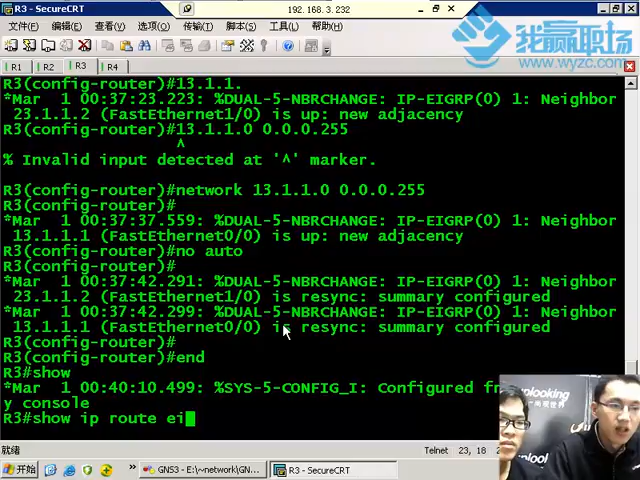 R3 - SecureCRT
192.168.3.232
文件(F) 编辑(E) 查看(V) 选项(O) 传输(T) 脚本(S) 工具(L) 帮助(H)
我赢职场
www.wyzc.com
R1 R2 R3 R4
R3(config-router)#13.1.1.
*Mar  1 00:37:23.223: %DUAL-5-NBRCHANGE: IP-EIGRP(0) 1: Neighbor
 23.1.1.2 (FastEthernet1/0) is up: new adjacency
R3(config-router)#13.1.1.0 0.0.0.255
^
% Invalid input detected at '^' marker.
R3(config-router)#network 13.1.1.0 0.0.0.255
R3(config-router)#
*Mar  1 00:37:37.559: %DUAL-5-NBRCHANGE: IP-EIGRP(0) 1: Neighbor
 13.1.1.1 (FastEthernet0/0) is up: new adjacency
R3(config-router)#no auto
R3(config-router)#
*Mar  1 00:37:42.291: %DUAL-5-NBRCHANGE: IP-EIGRP(0) 1: Neighbor
 23.1.1.2 (FastEthernet1/0) is resync: summary configured
*Mar  1 00:37:42.299: %DUAL-5-NBRCHANGE: IP-EIGRP(0) 1: Neighbor
 13.1.1.1 (FastEthernet0/0) is resync: summary configured
R3(config-router)#
R3(config-router)#end
R3#show
*Mar  1 00:40:10.499: %SYS-5-CONFIG_I: Configured
y console
R3#show ip route ei
就绪 Telnet 23, 18
开始 GNS3 - E:\~network\GNS... R3 - SecureCRT